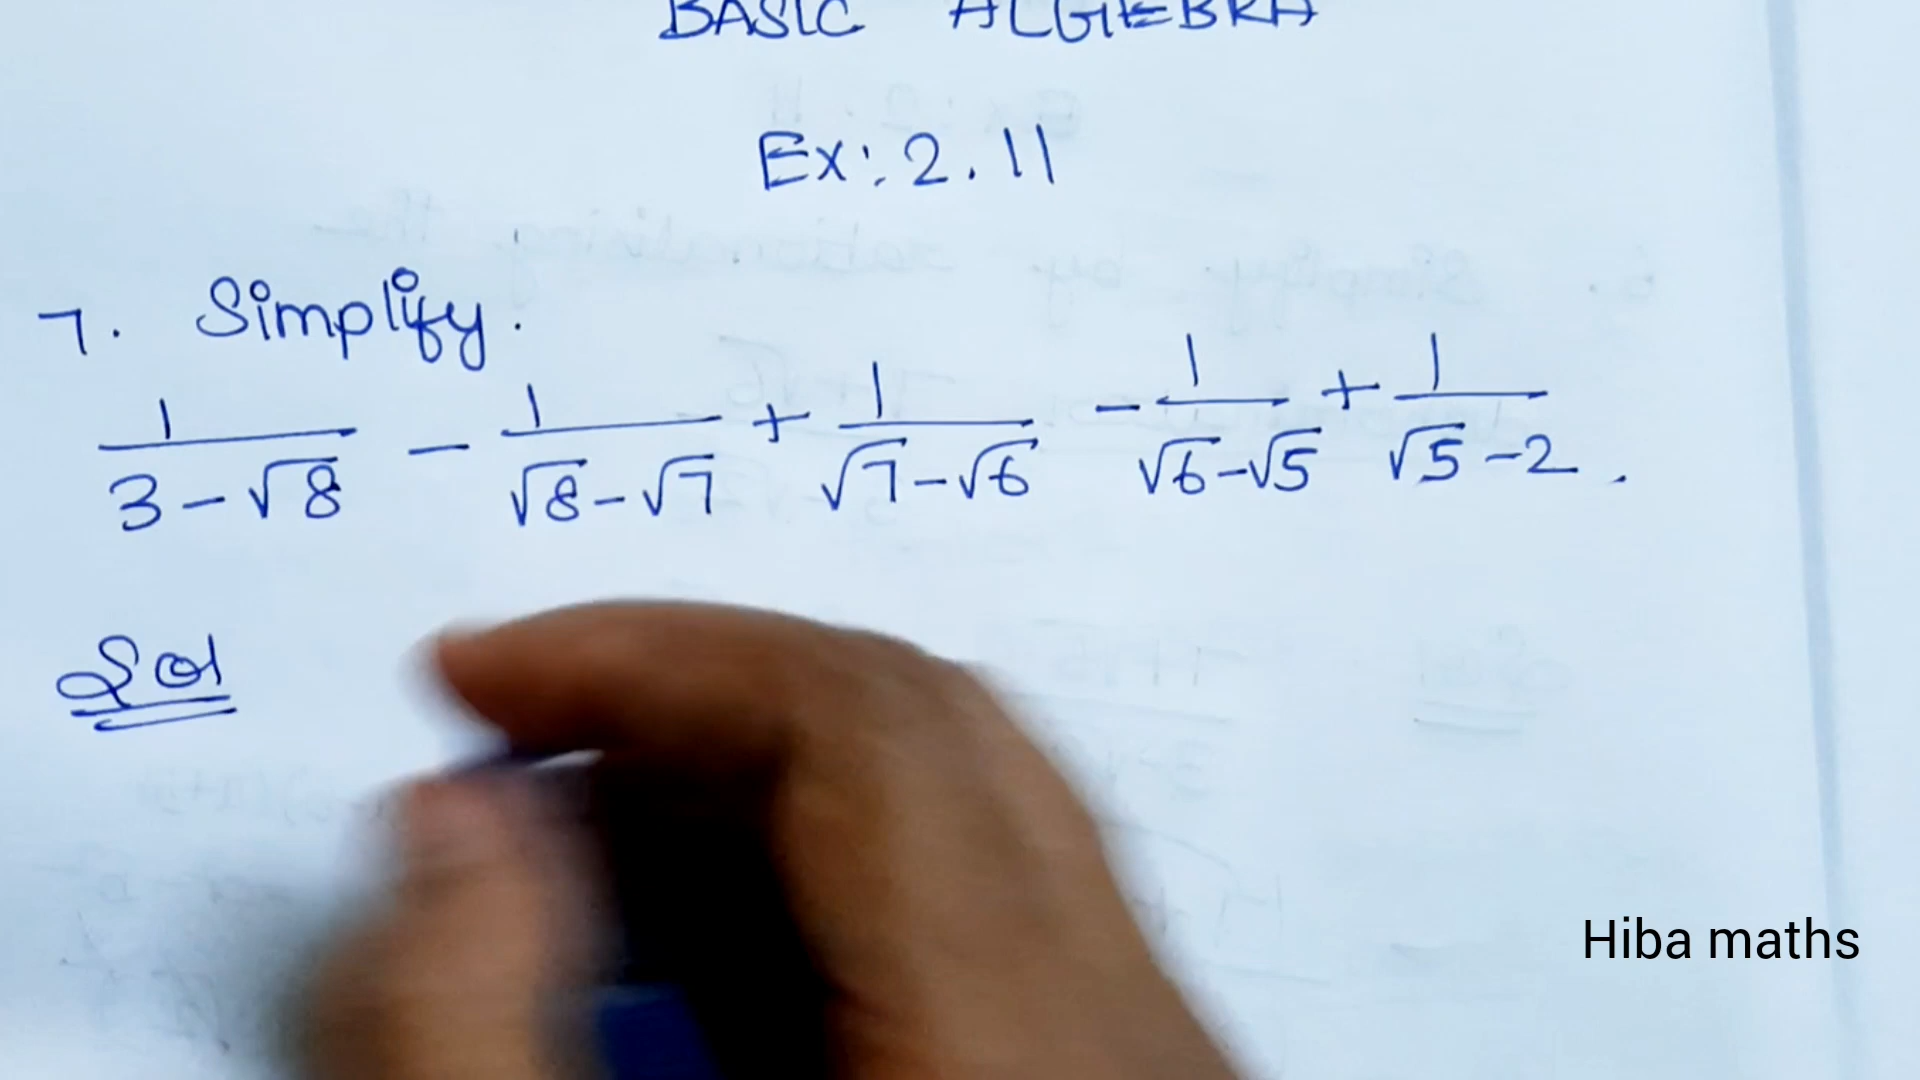 BASIC ALGEBRA
Ex: 2.11
7. Simplify.
1/(3-√8) - 1/(√8-√7) + 1/(√7-√6) - 1/(√6-√5) + 1/(√5-2) .
Sol
Hiba maths